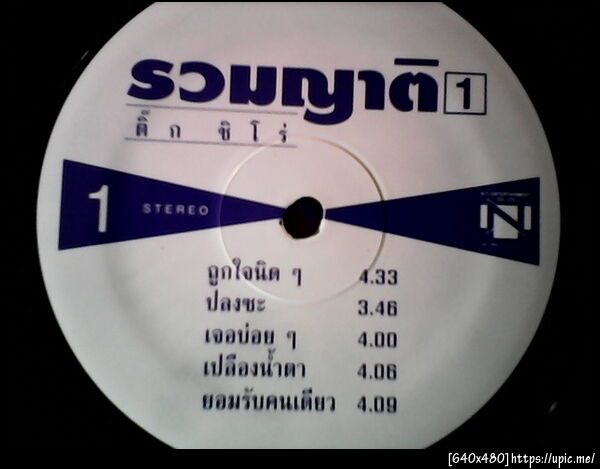 รวมญาติ 1
ติ๊ก ชิโร่
1 STEREO
N
ถูกใจนิด ๆ 4.33
ปลงซะ 3.46
เจอบ่อย ๆ 4.00
เปลืองน้ำตา 4.06
ยอมรับคนเดียว 4.09
[640x480]https://upic.me/